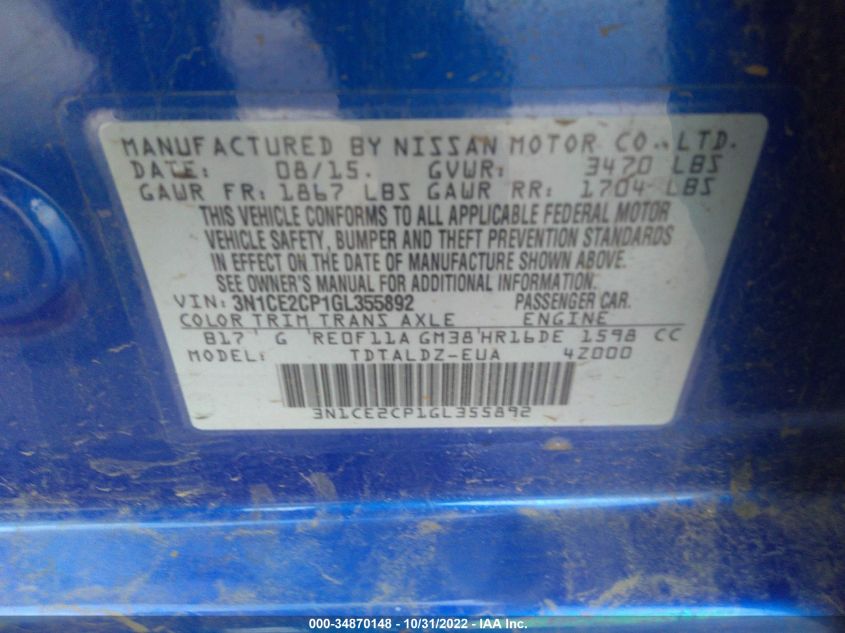 MANUFACTURED BY NISSAN MOTOR CO., LTD.
DATE: 08/15. GVWR: 3470 LBS
GAWR FR: 1867 LBS GAWR RR: 1704 LBS
THIS VEHICLE CONFORMS TO ALL APPLICABLE FEDERAL MOTOR
VEHICLE SAFETY, BUMPER AND THEFT PREVENTION STANDARDS
IN EFFECT ON THE DATE OF MANUFACTURE SHOWN ABOVE.
SEE OWNER'S MANUAL FOR ADDITIONAL INFORMATION.
VIN: 3N1CE2CP1GL355892 PASSENGER CAR.
COLOR TRIM TRANS AXLE ENGINE
B17' G 'RE0F11A GM38'HR16DE 1598 CC
MODEL: TDTALDZ-EUA 4Z000
3N1CE2CP1GL355892
000-34870148 - 10/31/2022 - IAA Inc.